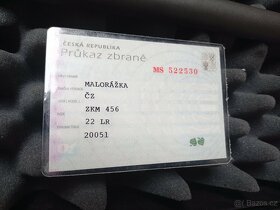 ČESKÁ REPUBLIKA
Průkaz zbraně
MS 522530
MALORÁŽKA
ČZ
ZKM 456
22 LR
20051
Bazos.cz